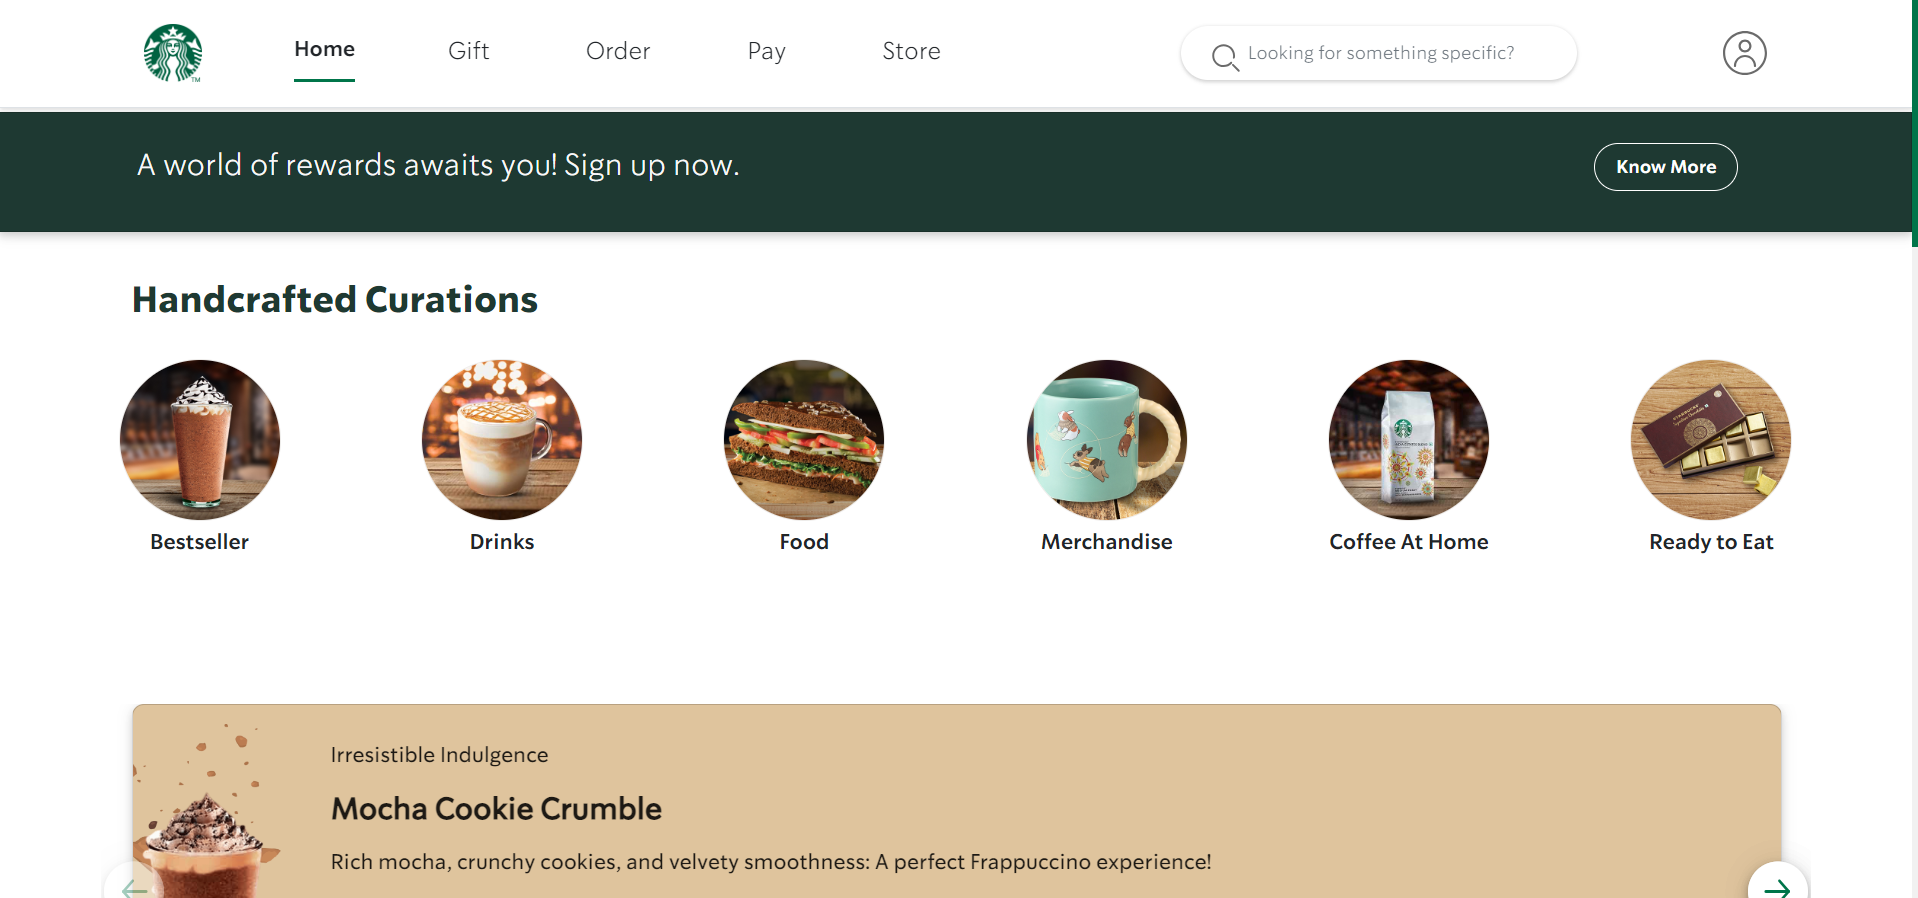 Home Gift Order Pay Store Looking for something specific?
TM
A world of rewards awaits you! Sign up now. Know More
Handcrafted Curations
Bestseller Drinks Food Merchandise Coffee At Home Ready to Eat
Irresistible Indulgence
Mocha Cookie Crumble
Rich mocha, crunchy cookies, and velvety smoothness: A perfect Frappuccino experience!